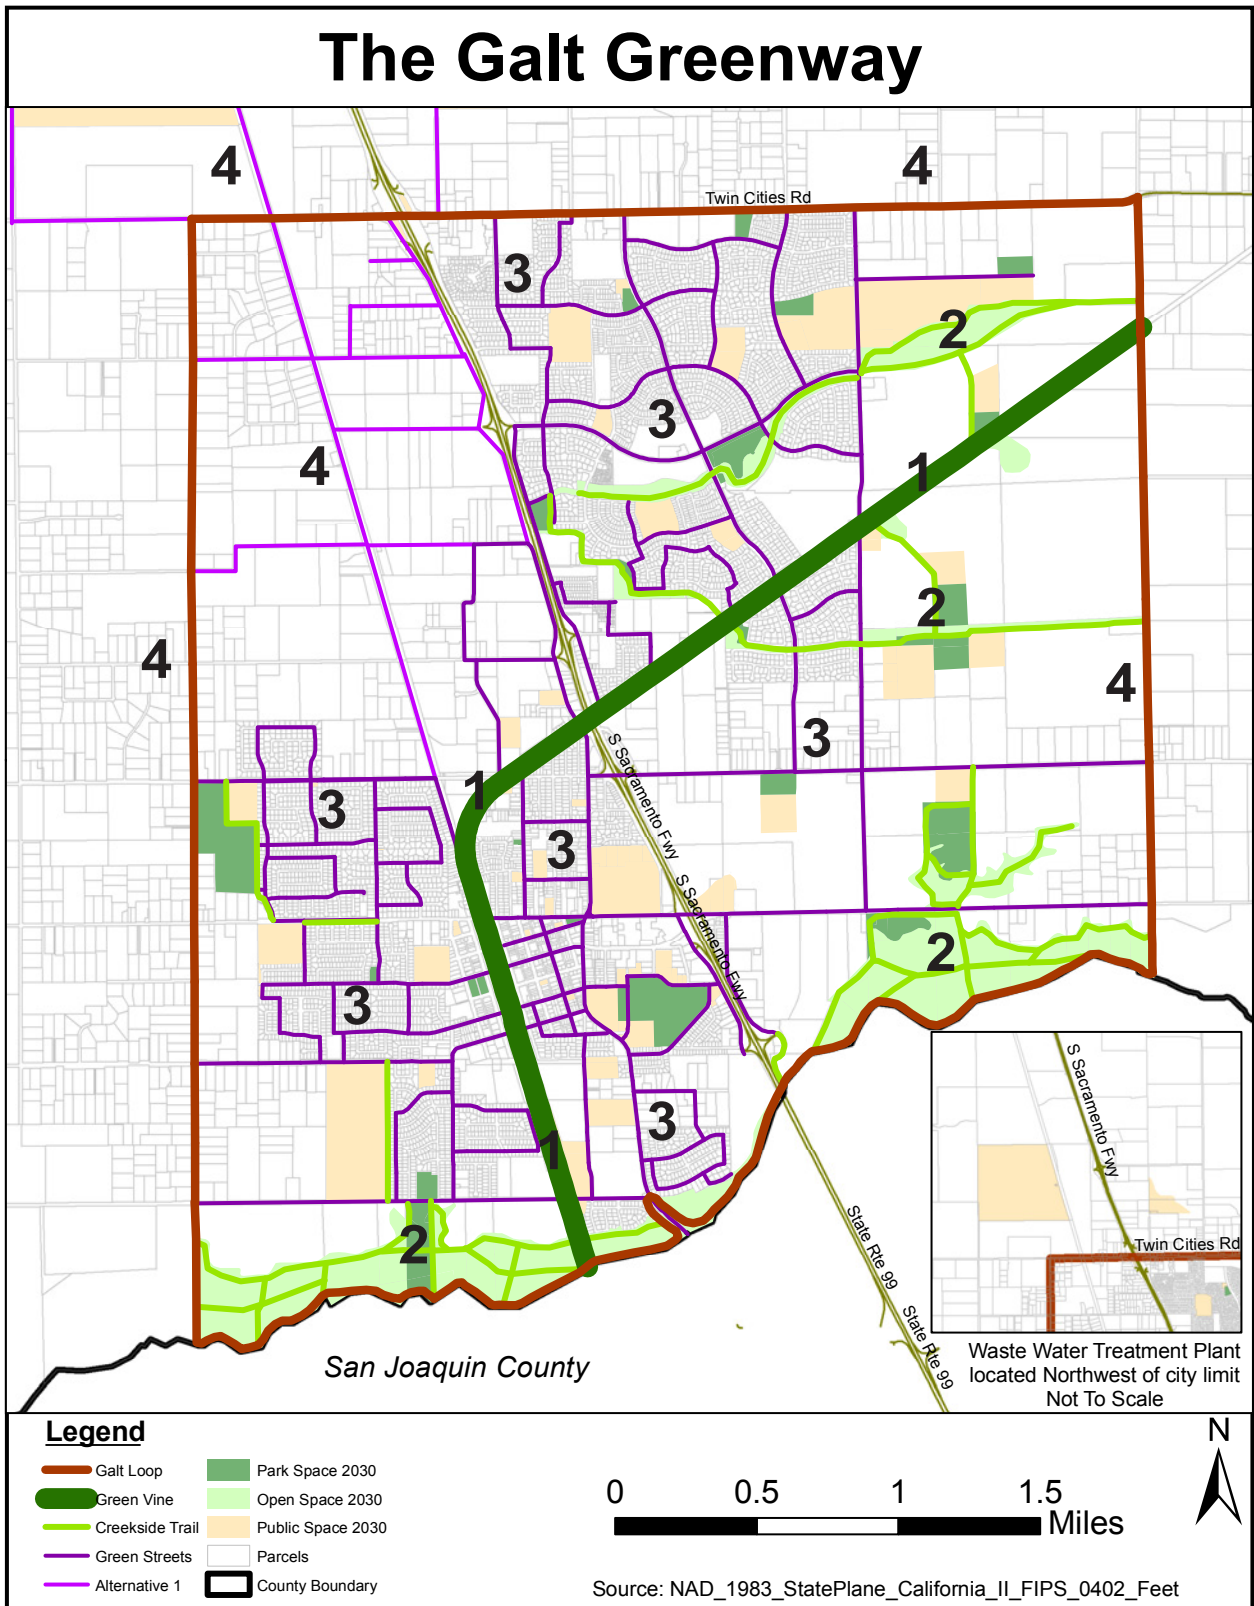 The Galt Greenway
4
4
Twin Cities Rd
3
2
3
4
1
2
4
4
3
S Sacramento Fwy
1
3
3
S Sacramento Fwy
2
3
3
1
2
State Rte 99
State Rte 99
San Joaquin County
S Sacramento Fwy
Twin Cities Rd
Waste Water Treatment Plant
located Northwest of city limit
Not To Scale
Legend
Galt Loop
Green Vine
Creekside Trail
Green Streets
Alternative 1
Park Space 2030
Open Space 2030
Public Space 2030
Parcels
County Boundary
0 0.5 1 1.5
Miles
N
Source: NAD_1983_StatePlane_California_II_FIPS_0402_Feet